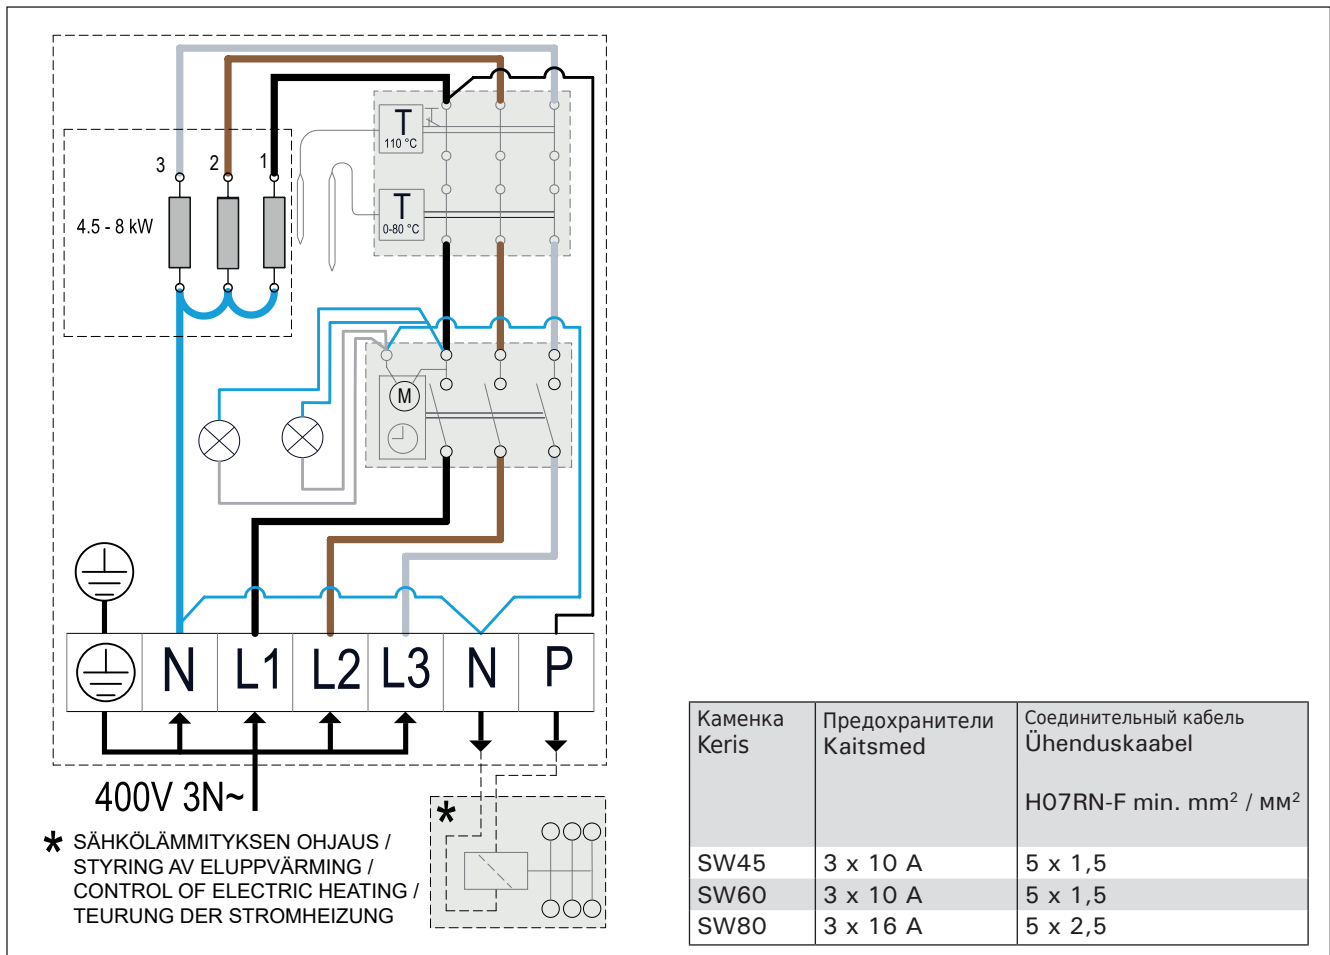 3
2
1
4.5 - 8 kW
T
110 °C
T
0-80 °C
M
N
L1
L2
L3
N
P
400V 3N~
*
* SÄHKÖLÄMMITYKSEN OHJAUS /
STYRING AV ELUPPVÄRMING /
CONTROL OF ELECTRIC HEATING /
TEURUNG DER STROMHEIZUNG
Каменка Предохранители Соединительный кабель
Keris Kaitsmed Ühenduskaabel
H07RN-F min. mm² / мм²
SW45 3 x 10 A 5 x 1,5
SW60 3 x 10 A 5 x 1,5
SW80 3 x 16 A 5 x 2,5